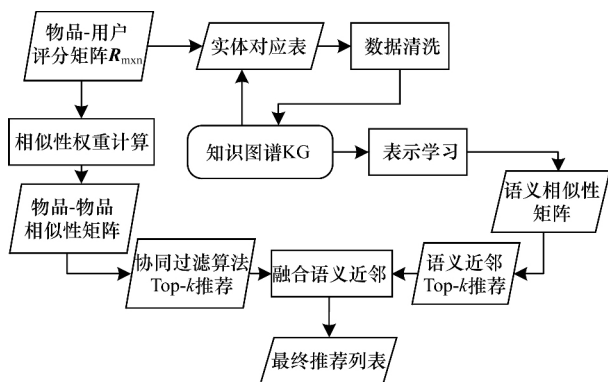 物品-用户
评分矩阵Rmxn
实体对应表
数据清洗
相似性权重计算
知识图谱KG
表示学习
物品-物品
相似性矩阵
语义相似性
矩阵
协同过滤算法
Top-k推荐
融合语义近邻
语义近邻
Top-k推荐
最终推荐列表